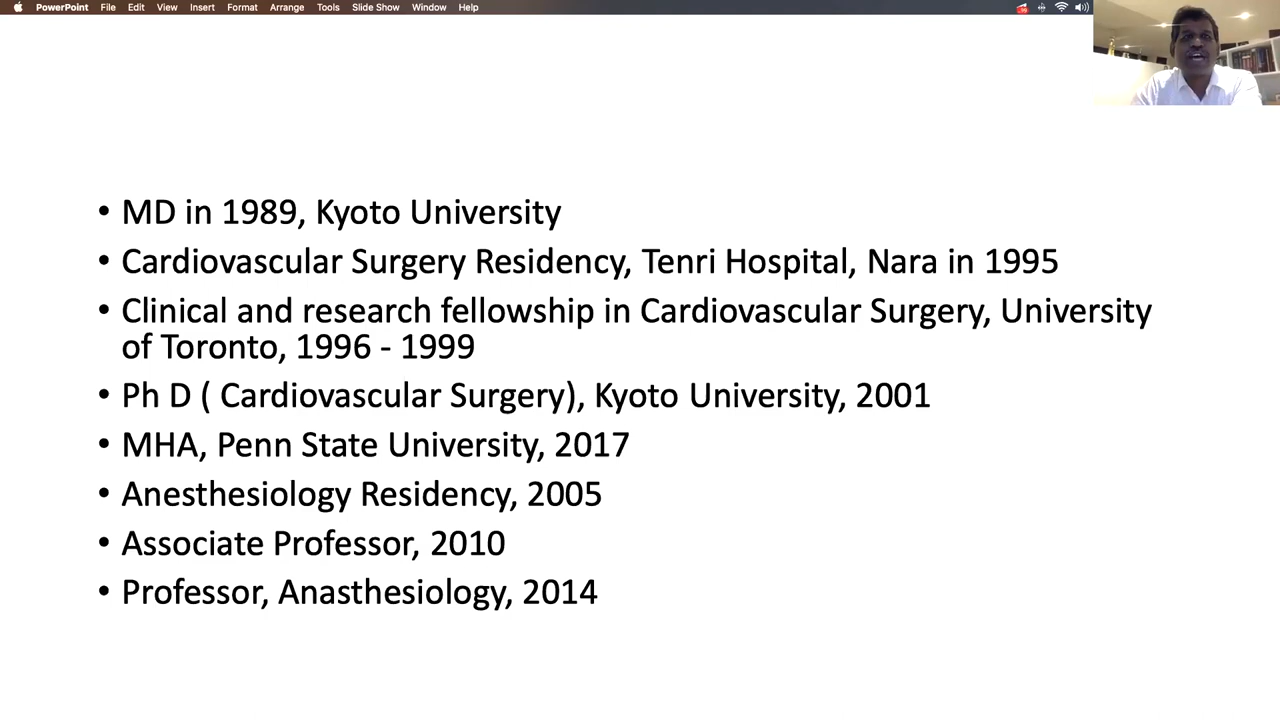 PowerPoint File Edit View Insert Format Arrange Tools Slide Show Window Help
• MD in 1989, Kyoto University
• Cardiovascular Surgery Residency, Tenri Hospital, Nara in 1995
• Clinical and research fellowship in Cardiovascular Surgery, University
of Toronto, 1996 - 1999
• Ph D ( Cardiovascular Surgery), Kyoto University, 2001
• MHA, Penn State University, 2017
• Anesthesiology Residency, 2005
• Associate Professor, 2010
• Professor, Anasthesiology, 2014